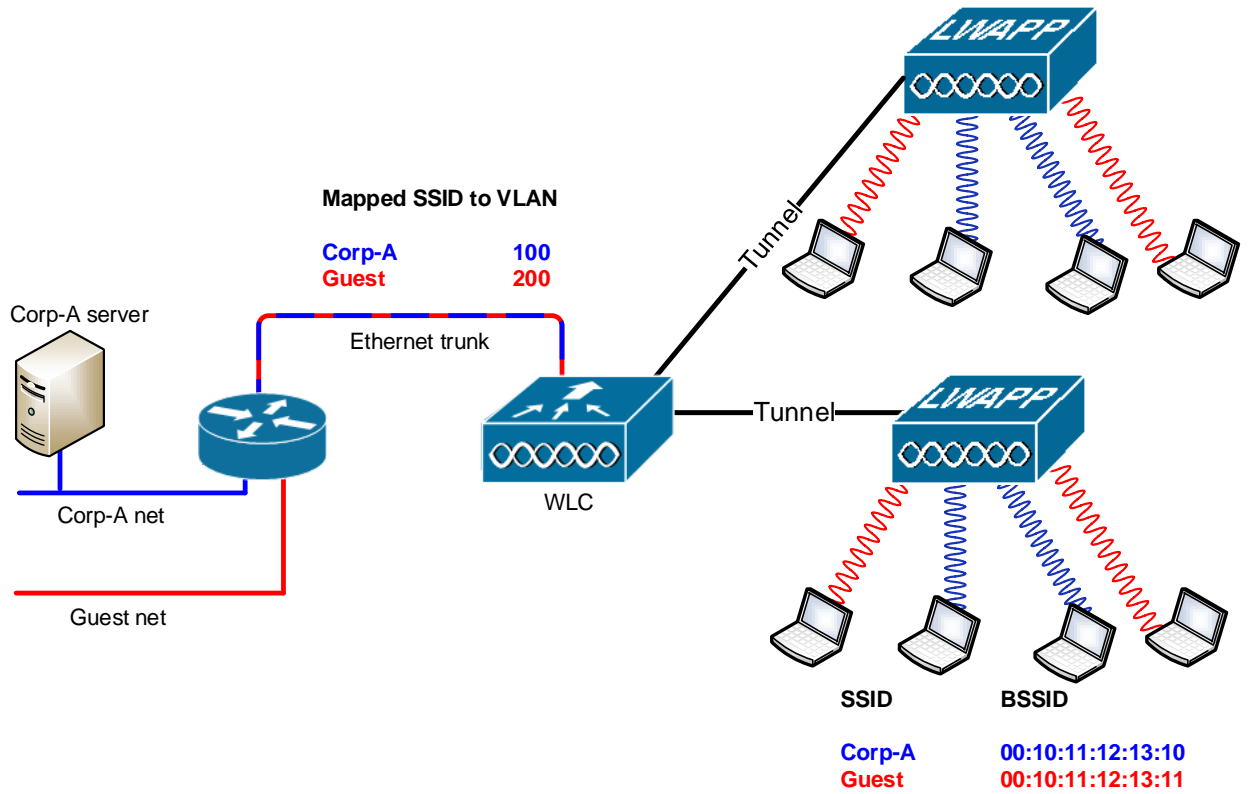 LWAPP
Mapped SSID to VLAN
Corp-A 100
Guest 200
Tunnel
Corp-A server
Ethernet trunk
LWAPP
Tunnel
WLC
Corp-A net
Guest net
SSID BSSID
Corp-A 00:10:11:12:13:10
Guest 00:10:11:12:13:11